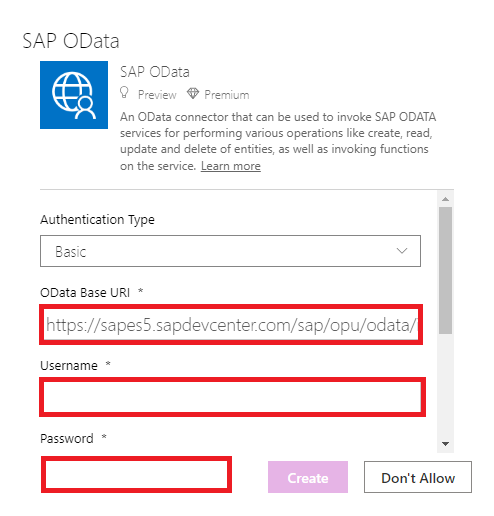 SAP OData
SAP OData
Preview Premium
An OData connector that can be used to invoke SAP ODATA
services for performing various operations like create, read,
update and delete of entities, as well as invoking functions
on the service. Learn more
Authentication Type
Basic
OData Base URI *
https://sapes5.sapdevcenter.com/sap/opu/odata/
Username *
Password *
Create Don't Allow